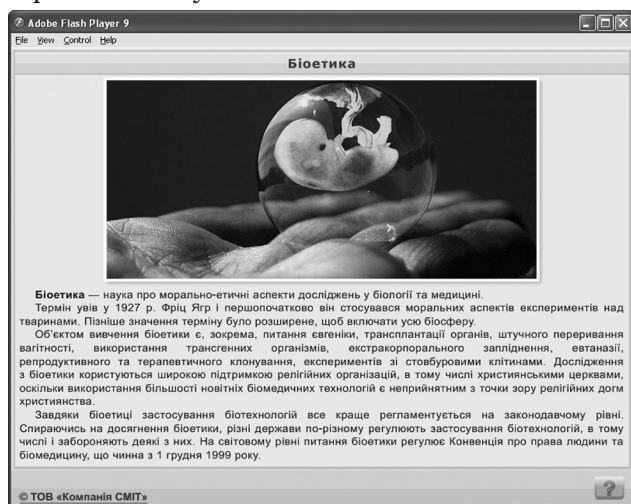 Adobe Flash Player 9
File View Control Help
Біоетика
Біоетика — наука про морально-етичні аспекти досліджень у біології та медицині.
Термін увів у 1927 р. Фріц Ягр і першопочатково він стосувався моральних аспектів експериментів над
тваринами. Пізніше значення терміну було розширене, щоб включати усю біосферу.
Об’єктом вивчення біоетики є, зокрема, питання євгеніки, трансплантації органів, штучного переривання
вагітності, використання трансгенних організмів, екстракорпорального запліднення, евтаназії,
репродуктивного та терапевтичного клонування, експериментів зі стовбуровими клітинами. Дослідження
з біоетики користуються широкою підтримкою релігійних організацій, в тому числі християнськими церквами,
оскільки використання більшості новітніх біомедичних технологій є неприйнятним з точки зору релігійних догм
християнства.
Завдяки біоетиці застосування біотехнологій все краще регламентується на законодавчому рівні.
Спираючись на досягнення біоетики, різні держави по-різному регулюють застосування біотехнологій, в тому
числі і забороняють деякі з них. На світовому рівні питання біоетики регулює Конвенція про права людини та
біомедицину, що чинна з 1 грудня 1999 року.
© ТОВ «Компанія СМІТ»
?